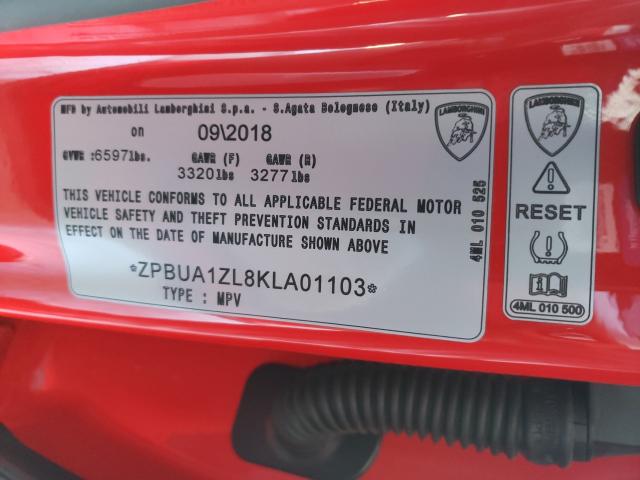 MFR by Automobili Lamborghini S.p.a. - S.Agata Bolognese (Italy)
on 09\2018
GVWR :6597lbs. GAWR (F) GAWR (R)
3320lbs 3277lbs
THIS VEHICLE CONFORMS TO ALL APPLICABLE FEDERAL MOTOR
VEHICLE SAFETY AND THEFT PREVENTION STANDARDS IN
EFFECT ON THE DATE OF MANUFACTURE SHOWN ABOVE
*ZPBUA1ZL8KLA01103*
TYPE : MPV
4ML 010 525
LAMBORGHINI
LAMBORGHINI
RESET
4ML 010 500